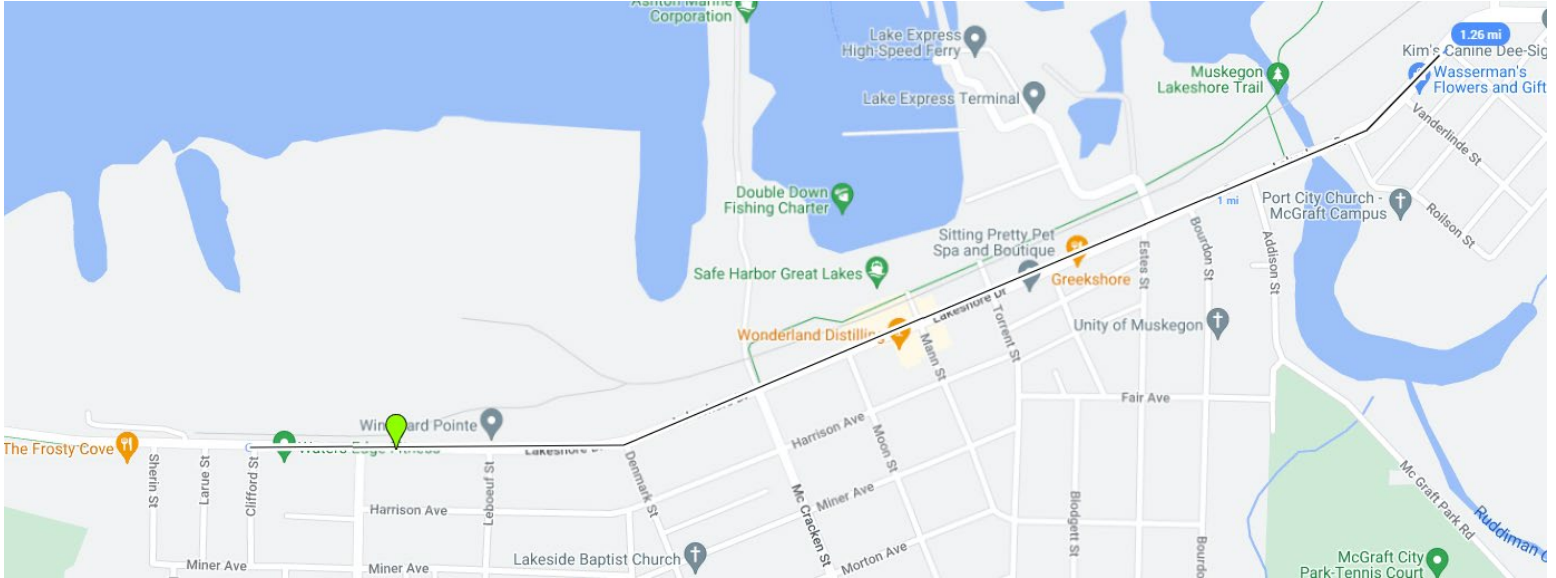 Ashton Marine
Corporation
Lake Express
High-Speed Ferry
1.26 mi
Kim's Canine Dee-Sig
Muskegon
Lakeshore Trail
Wasserman's
Flowers and Gift
Lake Express Terminal
Vanderlinde St
Double Down
Fishing Charter
1 mi
Port City Church -
McGraft Campus
Roilson St
Sitting Pretty Pet
Spa and Boutique
Estes St
Bourdon St
Addison St
Safe Harbor Great Lakes
Greekshore
Lakeshore Dr
Wonderland Distilling
Mann St
Torrent St
Unity of Muskegon
Fair Ave
Pointe
The Frosty Cove
Waters Edge Fitness
Lakeshore Dr
Harrison Ave
Moon St
Sherin St
Larue St
Clifford St
Leboeuf St
Denmark St
Mc Cracken St
Miner Ave
Blodgett St
Mc Graft Park Rd
Harrison Ave
Ruddiman
Lakeside Baptist Church
Morton Ave
Bourdo
Miner Ave
Miner Ave
McGraft City
Park-Tennis Court